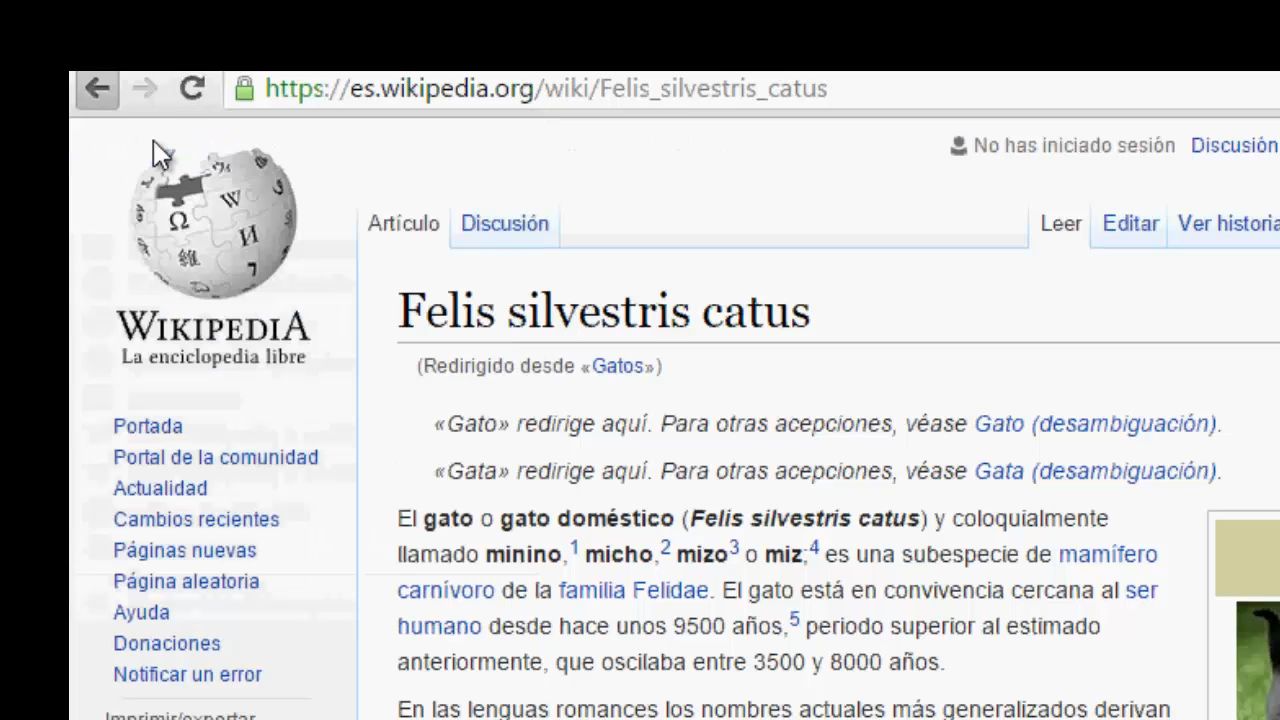 https://es.wikipedia.org/wiki/Felis_silvestris_catus
No has iniciado sesión Discusión
Artículo Discusión Leer Editar Ver
Felis silvestris catus
(Redirigido desde «Gatos»)
«Gato» redirige aquí. Para otras acepciones, véase Gato (desambiguación).
«Gata» redirige aquí. Para otras acepciones, véase Gata (desambiguación).
El gato o gato doméstico (Felis silvestris catus) y coloquialmente
llamado minino,1 micho,2 mizo3 o miz;4 es una subespecie de mamífero
carnívoro de la familia Felidae. El gato está en convivencia cercana al ser
humano desde hace unos 9500 años,5 periodo superior al estimado
anteriormente, que oscilaba entre 3500 y 8000 años.
En las lenguas romances los nombres actuales más generalizados derivan
Ω W И
維
WIKIPEDIA
La enciclopedia libre
Portada
Portal de la comunidad
Actualidad
Cambios recientes
Páginas nuevas
Página aleatoria
Ayuda
Donaciones
Notificar un error
Imprimir/exportar